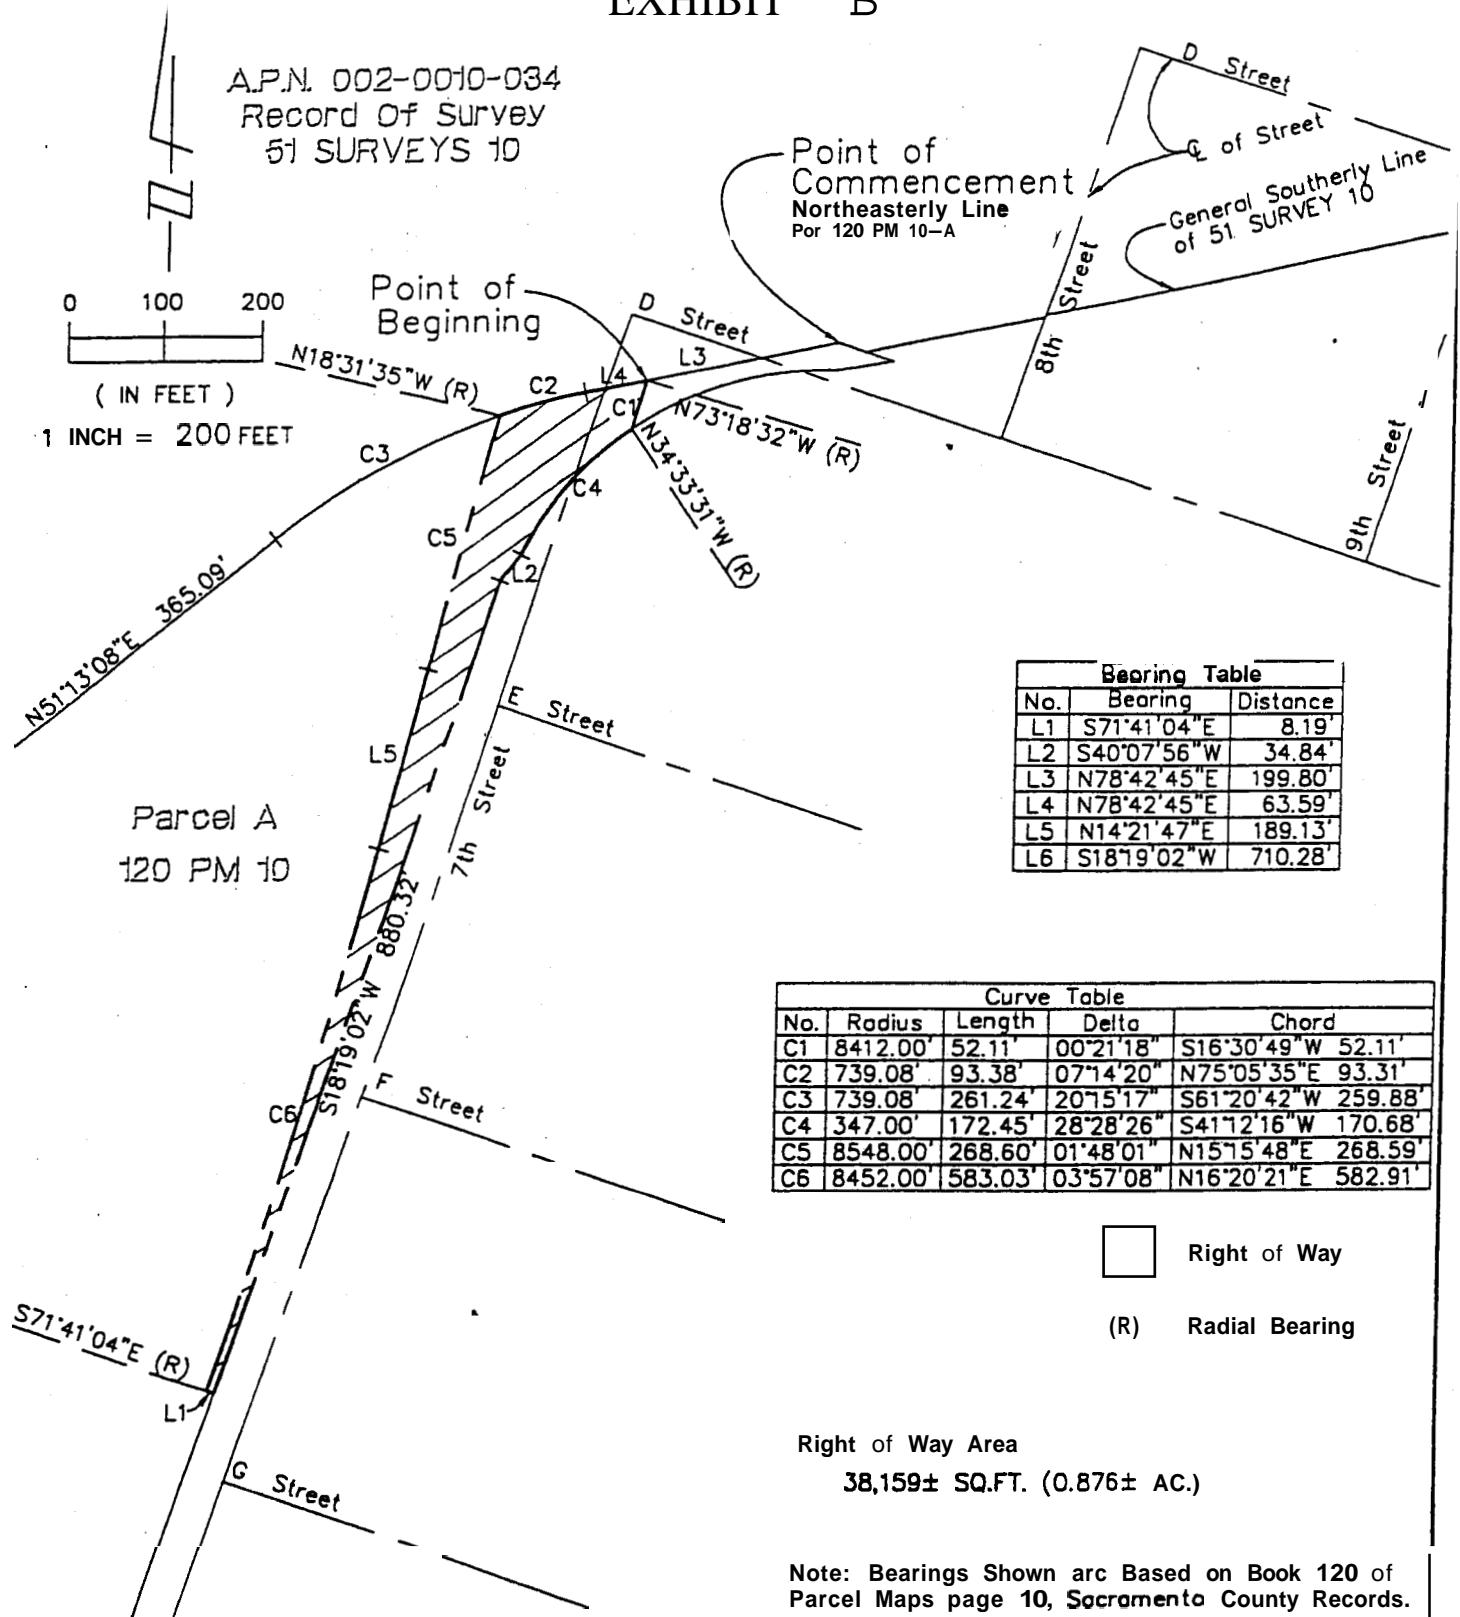 EXHIBIT B
A.P.N. 002-0010-034
Record Of Survey
51 SURVEYS 10
0 100 200
( IN FEET )
1 INCH = 200 FEET
Point of
Commencement
Northeasterly Line
Por 120 PM 10-A
D Street
℄ of Street
General Southerly Line
of 51 SURVEY 10
8th Street
9th Street
Point of
Beginning
D Street
L3
L4
C2
C1
N18°31'35"W (R)
N73°18'32"W (R)
N34°33'31"W (R)
C3
C4
C5
L2
N51°13'08"E 365.09'
E Street
L5
7th Street
Parcel A
120 PM 10
S18°19'02"W 880.32'
F Street
C6
S71°41'04"E (R)
L1
G Street
Bearing Table
No. Bearing Distance
L1 S71°41'04"E 8.19'
L2 S40°07'56"W 34.84'
L3 N78°42'45"E 199.80'
L4 N78°42'45"E 63.59'
L5 N14°21'47"E 189.13'
L6 S18°19'02"W 710.28'
Curve Table
No. Radius Length Delta Chord
C1 8412.00' 52.11' 00°21'18" S16°30'49"W 52.11'
C2 739.08' 93.38' 07°14'20" N75°05'35"E 93.31'
C3 739.08' 261.24' 20°15'17" S61°20'42"W 259.88'
C4 347.00' 172.45' 28°28'26" S41°12'16"W 170.68'
C5 8548.00' 268.60' 01°48'01" N15°15'48"E 268.59'
C6 8452.00' 583.03' 03°57'08" N16°20'21"E 582.91'
Right of Way
(R) Radial Bearing
Right of Way Area
38,159± SQ.FT. (0.876± AC.)
Note: Bearings Shown arc Based on Book 120 of
Parcel Maps page 10, Sacramento County Records.